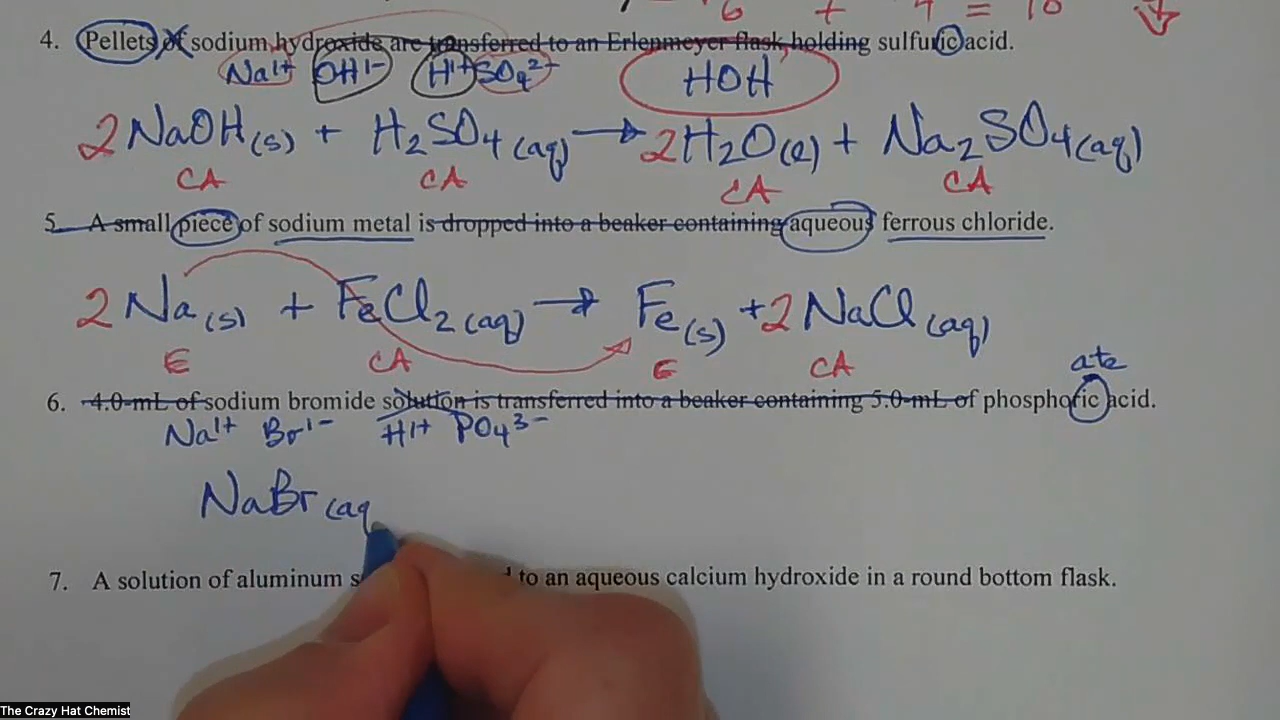 6 + 4 = 10
4. Pellets of sodium hydroxide are transferred to an Erlenmeyer flask holding sulfuric acid.
Na1+ OH1- H1+ SO42- HOH
2NaOH(s) + H2SO4(aq) → 2H2O(l) + Na2SO4(aq)
CA CA CA CA
5. A small piece of sodium metal is dropped into a beaker containing aqueous ferrous chloride.
2Na(s) + FeCl2(aq) → Fe(s) + 2NaCl(aq)
E CA E CA
ate
6. 4.0-mL of sodium bromide solution is transferred into a beaker containing 5.0-mL of phosphoric acid.
Na1+ Br1- H1+ PO43-
NaBr(aq
7. A solution of aluminum s to an aqueous calcium hydroxide in a round bottom flask.
The Crazy Hat Chemist